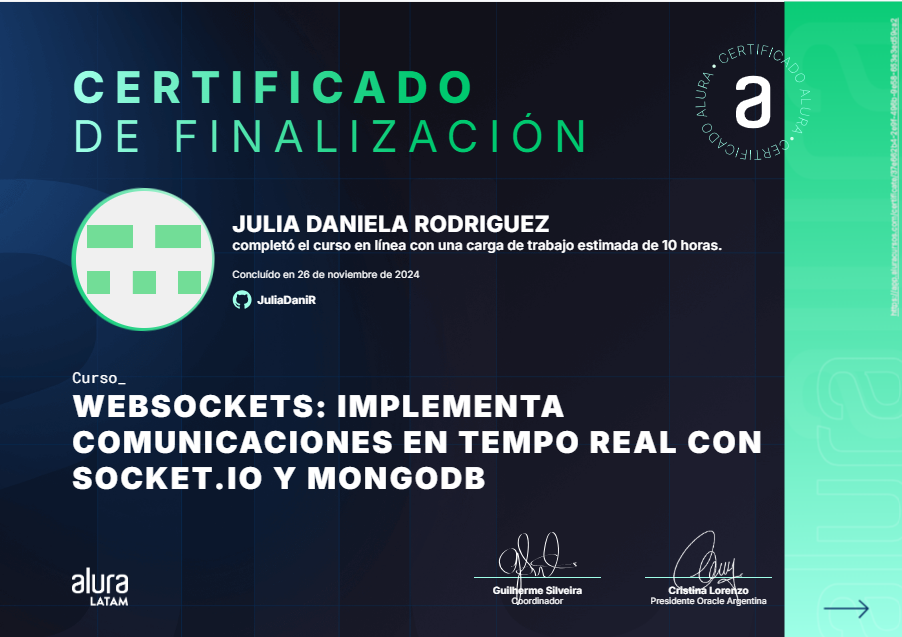 CERTIFICADO
DE FINALIZACIÓN
CERTIFICADO ALURA • CERTIFICADO ALURA •
a
JULIA DANIELA RODRIGUEZ
completó el curso en línea con una carga de trabajo estimada de 10 horas.
Concluído en 26 de noviembre de 2024
JuliaDaniR
Curso_
WEBSOCKETS: IMPLEMENTA
COMUNICACIONES EN TEMPO REAL CON
SOCKET.IO Y MONGODB
alura
LATAM
Guilherme Silveira
Coordinador
Cristina Lorenzo
Presidente Oracle Argentina
alura